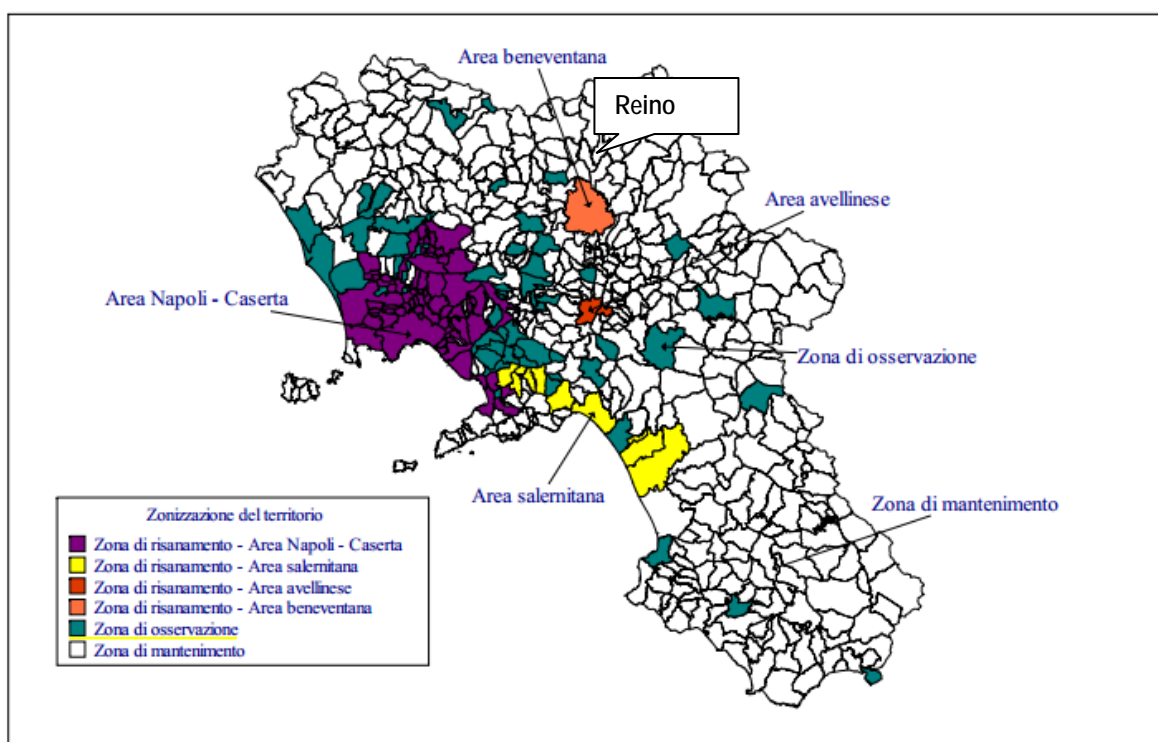 Area beneventana
Reino
Area avellinese
Area Napoli - Caserta
Zona di osservazione
Area salernitana
Zona di mantenimento
Zonizzazione del territorio
Zona di risanamento - Area Napoli - Caserta
Zona di risanamento - Area salernitana
Zona di risanamento - Area avellinese
Zona di risanamento - Area beneventana
Zona di osservazione
Zona di mantenimento